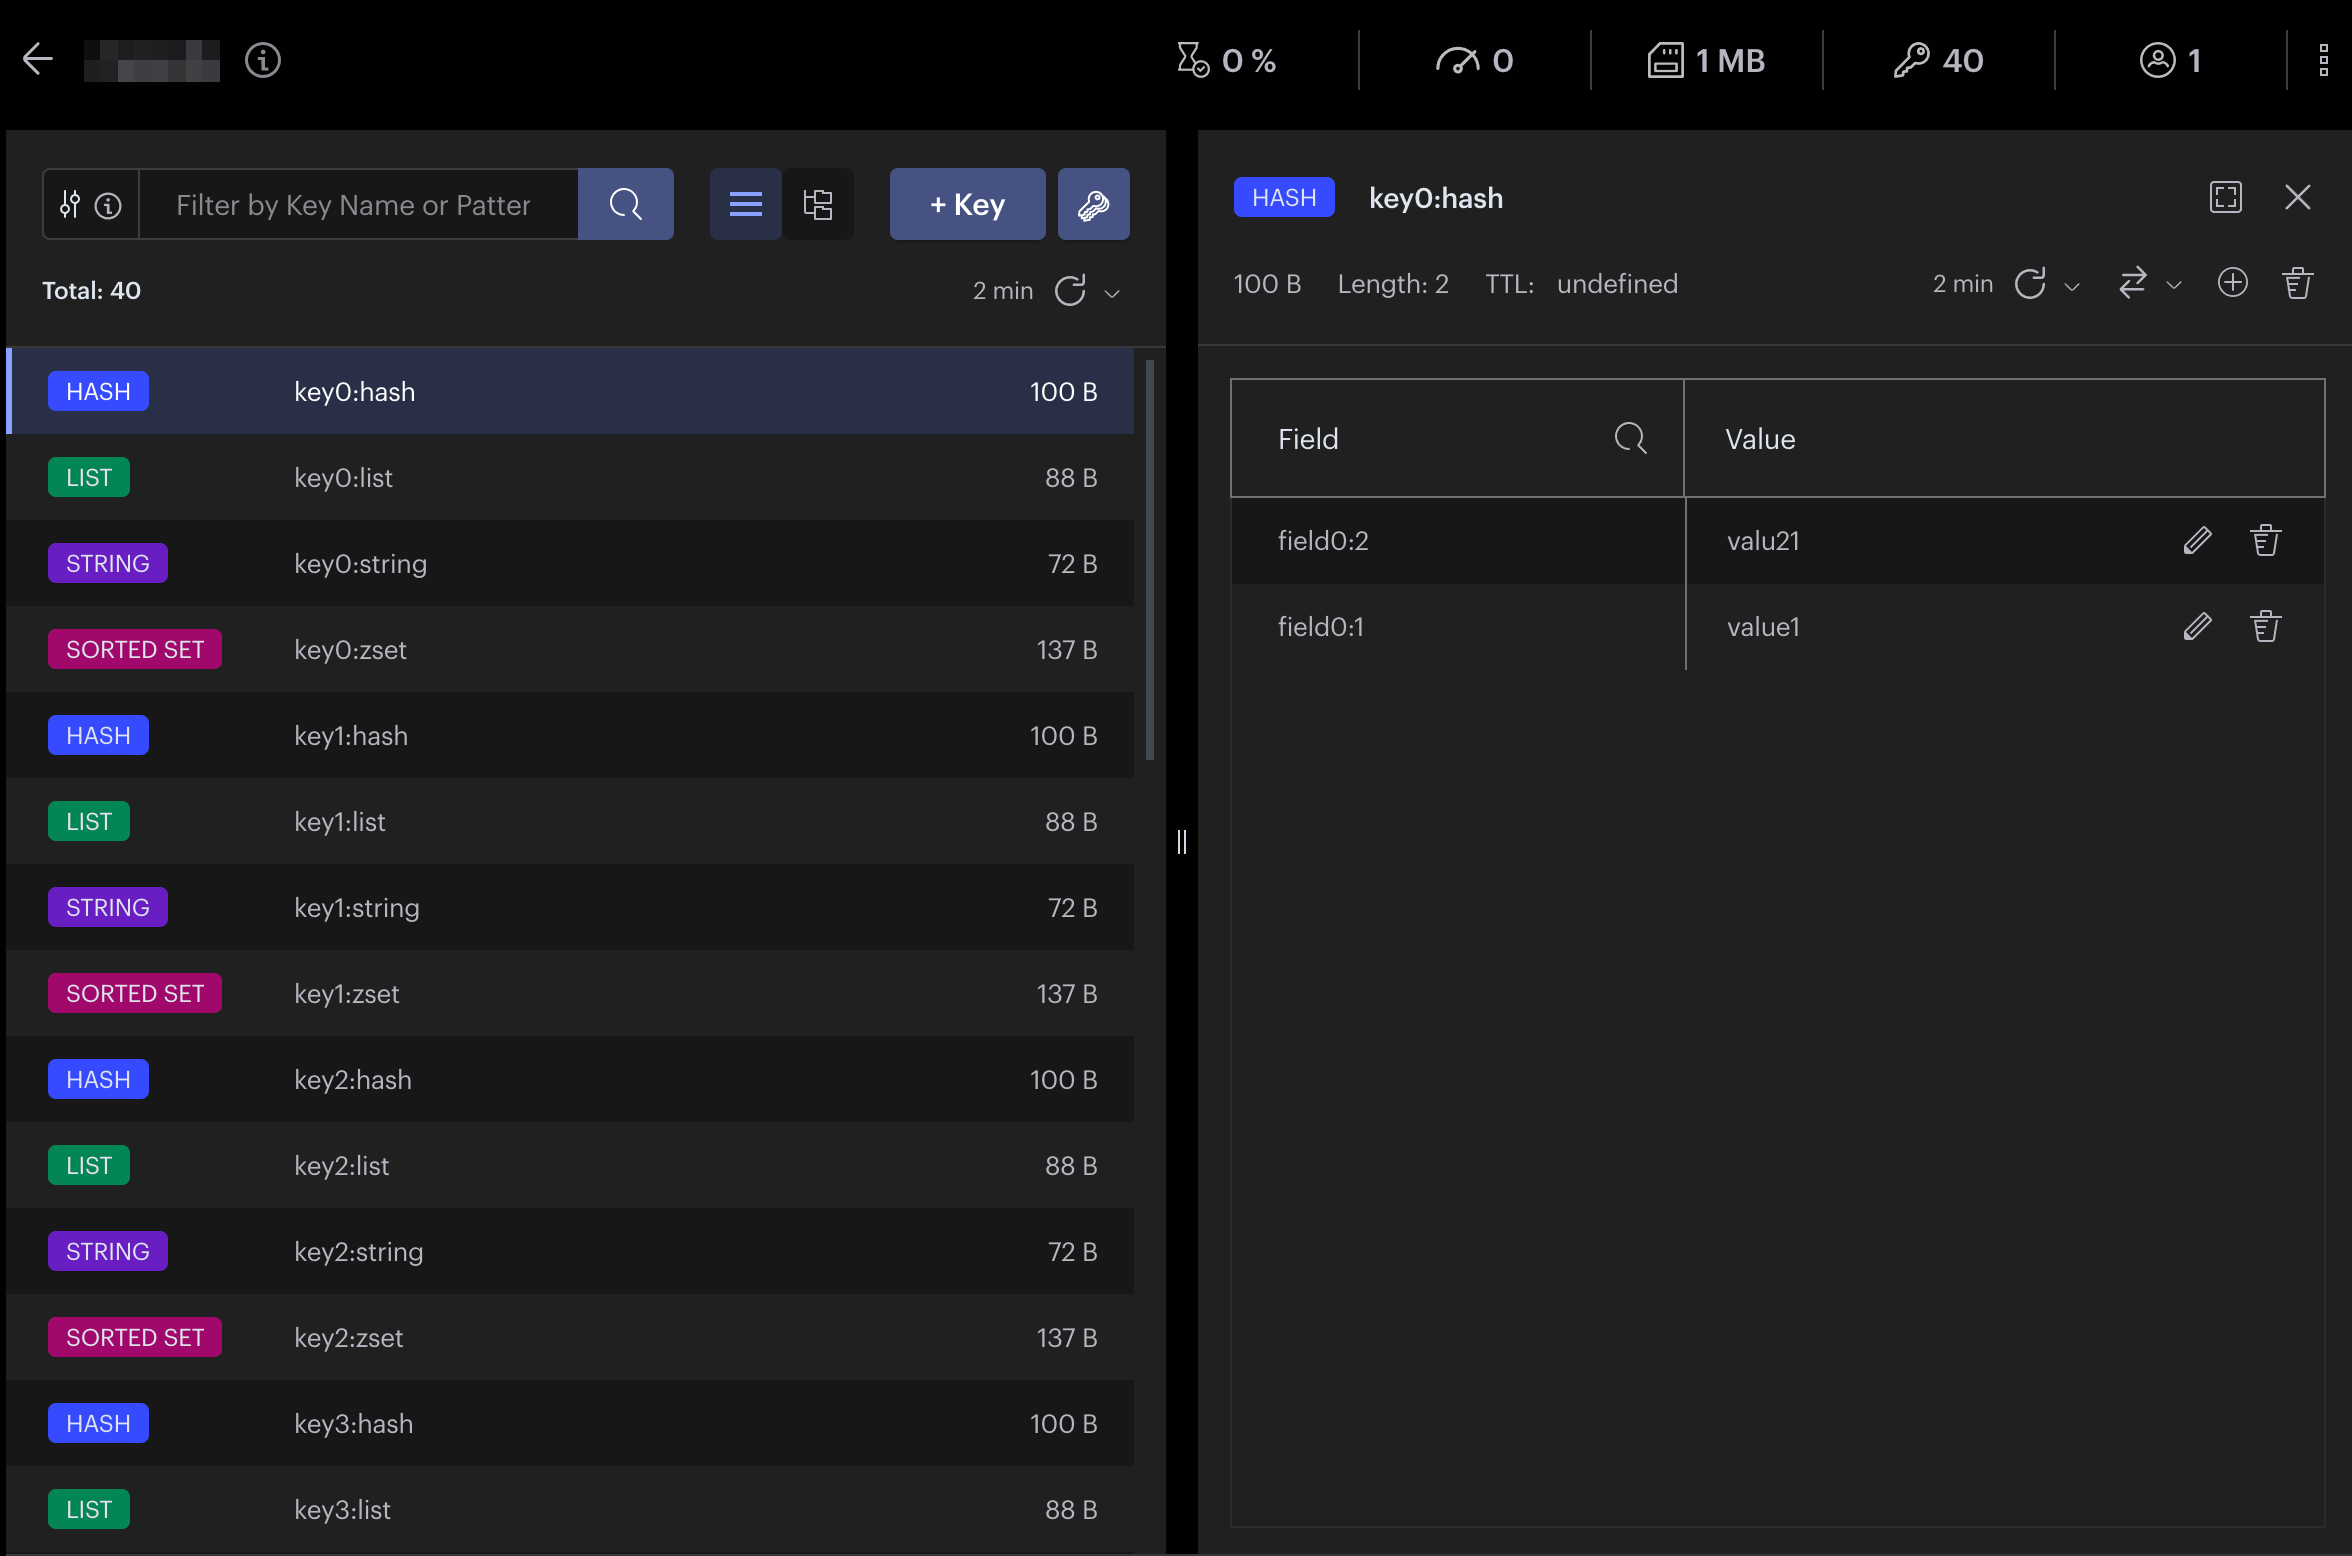 0 %
0
1 MB
40
1
Filter by Key Name or Patter
+ Key
Total: 40
2 min
HASH key0:hash 100 B
LIST key0:list 88 B
STRING key0:string 72 B
SORTED SET key0:zset 137 B
HASH key1:hash 100 B
LIST key1:list 88 B
STRING key1:string 72 B
SORTED SET key1:zset 137 B
HASH key2:hash 100 B
LIST key2:list 88 B
STRING key2:string 72 B
SORTED SET key2:zset 137 B
HASH key3:hash 100 B
LIST key3:list 88 B
HASH key0:hash
100 B Length: 2 TTL: undefined 2 min
Field Value
field0:2 valu21
field0:1 value1